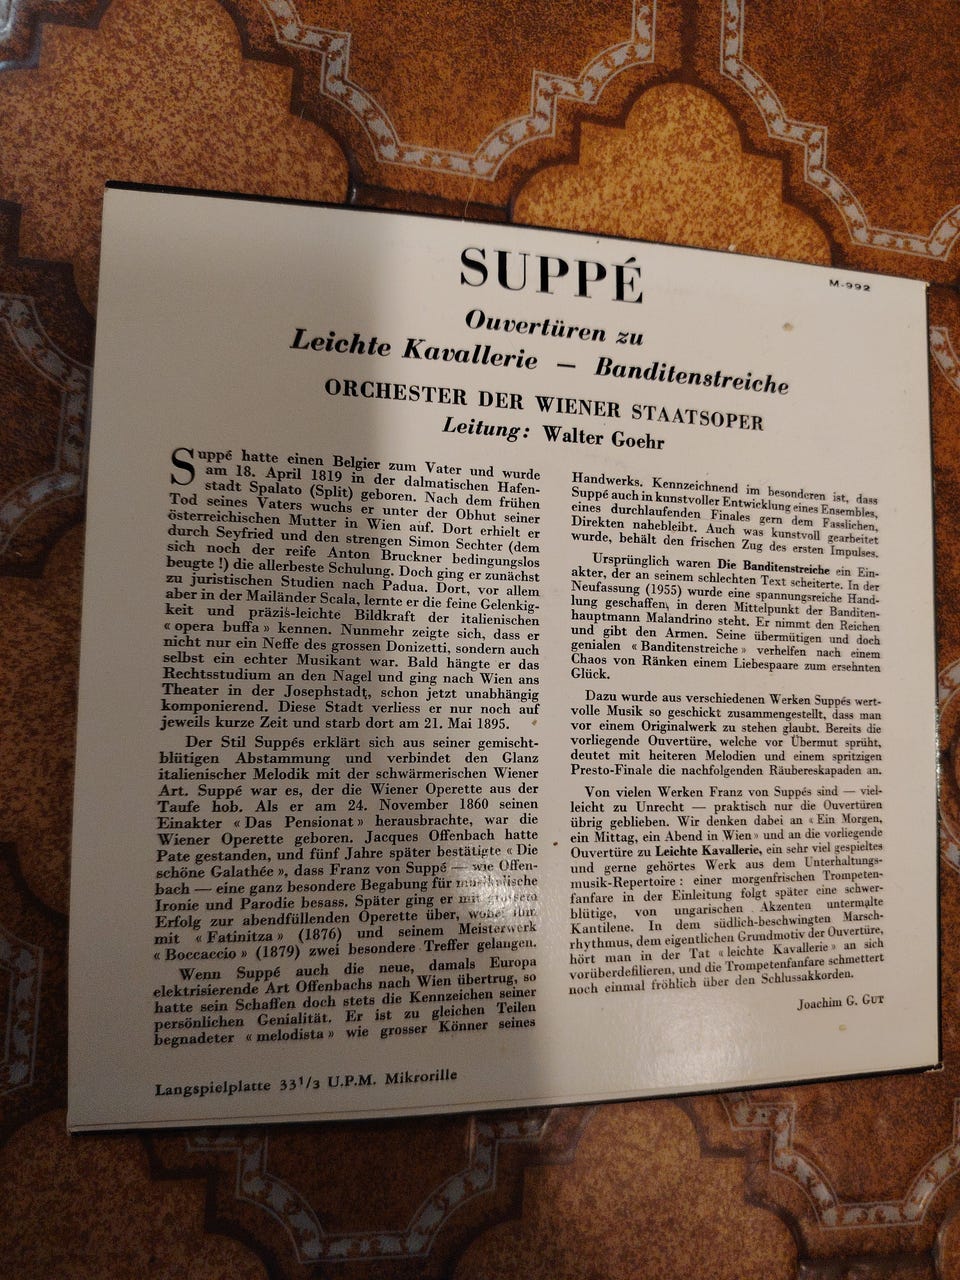 M-992
SUPPÉ
Ouvertüren zu
Leichte Kavallerie – Banditenstreiche
ORCHESTER DER WIENER STAATSOPER
Leitung: Walter Goehr
Suppé hatte einen Belgier zum Vater und wurde
am 18. April 1819 in der dalmatischen Hafen-
stadt Spalato (Split) geboren. Nach dem frühen
Tod seines Vaters wuchs er unter der Obhut seiner
österreichischen Mutter in Wien auf. Dort erhielt er
durch Seyfried und den strengen Simon Sechter (dem
sich noch der reife Anton Bruckner bedingungslos
beugte !) die allerbeste Schulung. Doch ging er zunächst
zu juristischen Studien nach Padua. Dort, vor allem
aber in der Mailänder Scala, lernte er die feine Gelenkig-
keit und präzis-leichte Bildkraft der italienischen
« opera buffa » kennen. Nunmehr zeigte sich, dass er
nicht nur ein Neffe des grossen Donizetti, sondern auch
selbst ein echter Musikant war. Bald hängte er das
Rechtsstudium an den Nagel und ging nach Wien ans
Theater in der Josephstadt, schon jetzt unabhängig
komponierend. Diese Stadt verliess er nur noch auf
jeweils kurze Zeit und starb dort am 21. Mai 1895.
Der Stil Suppés erklärt sich aus seiner gemischt-
blütigen Abstammung und verbindet den Glanz
italienischer Melodik mit der schwärmerischen Wiener
Art. Suppé war es, der die Wiener Operette aus der
Taufe hob. Als er am 24. November 1860 seinen
Einakter « Das Pensionat » herausbrachte, war die
Wiener Operette geboren. Jacques Offenbach hatte
Pate gestanden, und fünf Jahre später bestätigte « Die
schöne Galathée », dass Franz von Suppé — wie Offen-
bach — eine ganz besondere Begabung für musikalische
Ironie und Parodie besass. Später ging er mit grossem
Erfolg zur abendfüllenden Operette über, wobei ihm
mit « Fatinitza » (1876) und seinem Meisterwerk
« Boccaccio » (1879) zwei besondere Treffer gelangen.
Wenn Suppé auch die neue, damals Europa
elektrisierende Art Offenbachs nach Wien übertrug, so
hatte sein Schaffen doch stets die Kennzeichen seiner
persönlichen Genialität. Er ist zu gleichen Teilen
begnadeter « melodista » wie grosser Könner seines
Handwerks. Kennzeichnend im besonderen ist, dass
Suppé auch in kunstvoller Entwicklung eines Ensembles,
eines durchlaufenden Finales gern dem Fasslichen,
Direkten nahebleibt. Auch was kunstvoll gearbeitet
wurde, behält den frischen Zug des ersten Impulses.
Ursprünglich waren Die Banditenstreiche ein Ein-
akter, der an seinem schlechten Text scheiterte. In der
Neufassung (1955) wurde eine spannungsreiche Hand-
lung geschaffen, in deren Mittelpunkt der Banditen-
hauptmann Malandrino steht. Er nimmt den Reichen
und gibt den Armen. Seine übermütigen und doch
genialen « Banditenstreiche » verhelfen nach einem
Chaos von Ränken einem Liebespaare zum ersehnten
Glück.
Dazu wurde aus verschiedenen Werken Suppés wert-
volle Musik so geschickt zusammengestellt, dass man
vor einem Originalwerk zu stehen glaubt. Bereits die
vorliegende Ouvertüre, welche vor Übermut sprüht,
deutet mit heiteren Melodien und einem spritzigen
Presto-Finale die nachfolgenden Räubereskapaden an.
Von vielen Werken Franz von Suppés sind — viel-
leicht zu Unrecht — praktisch nur die Ouvertüren
übrig geblieben. Wir denken dabei an « Ein Morgen,
ein Mittag, ein Abend in Wien » und an die vorliegende
Ouvertüre zu Leichte Kavallerie, ein sehr viel gespieltes
und gerne gehörtes Werk aus dem Unterhaltungs-
musik-Repertoire : einer morgenfrischen Trompeten-
fanfare in der Einleitung folgt später eine schwer-
blütige, von ungarischen Akzenten untermalte
Kantilene. In dem südlich-beschwingten Marsch-
rhythmus, dem eigentlichen Grundmotiv der Ouvertüre,
hört man in der Tat « leichte Kavallerie » an sich
vorüberdefilieren, und die Trompetenfanfare schmettert
noch einmal fröhlich über den Schlussakkorden.
Joachim G. GUT
Langspielplatte 33 1/3 U.P.M. Mikrorille